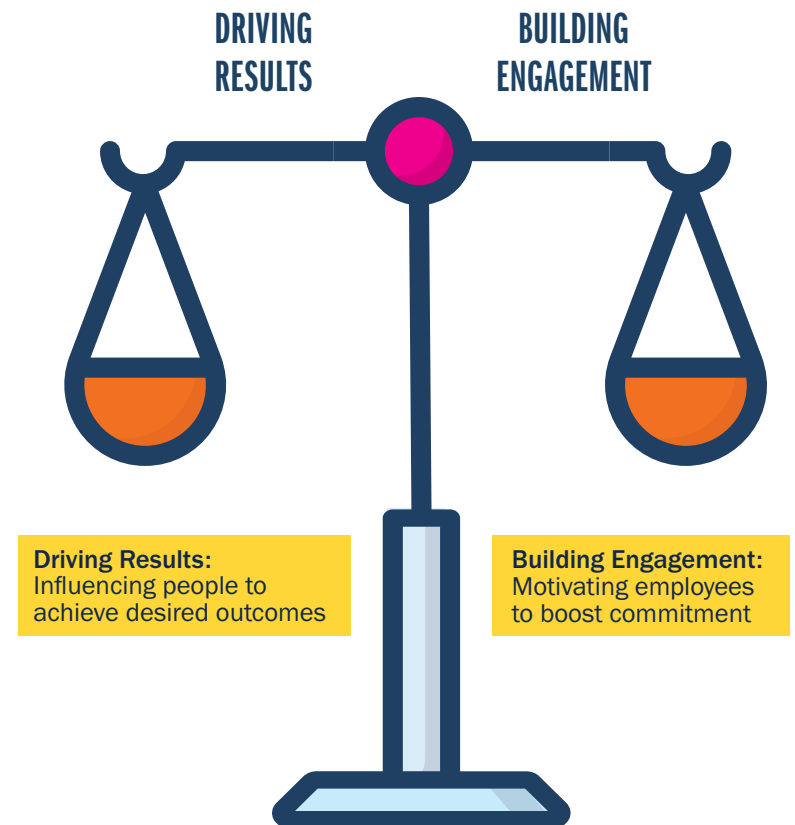 DRIVING
RESULTS
BUILDING
ENGAGEMENT
Driving Results:
Influencing people to
achieve desired outcomes
Building Engagement:
Motivating employees
to boost commitment